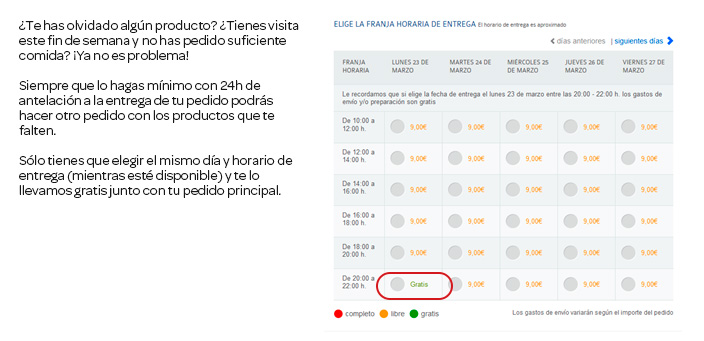 ¿Te has olvidado algún producto? ¿Tienes visita
este fin de semana y no has pedido suficiente
comida? ¡Ya no es problema!
Siempre que lo hagas mínimo con 24h de
antelación a la entrega de tu pedido podrás
hacer otro pedido con los productos que te
falten.
Sólo tienes que elegir el mismo día y horario de
entrega (mientras esté disponible) y te lo
llevamos gratis junto con tu pedido principal.
ELIGE LA FRANJA HORARIA DE ENTREGA El horario de entrega es aproximado
días anteriores | siguientes días
FRANJA HORARIA LUNES 23 DE MARZO MARTES 24 DE MARZO MIÉRCOLES 25 DE MARZO JUEVES 26 DE MARZO VIERNES 27 DE MARZO
Le recordamos que si elige la fecha de entrega el lunes 23 de marzo entre las 20:00 - 22:00 h. los gastos de
envío y/o preparación son gratis
De 10:00 a 12:00 h. 9,00€ 9,00€ 9,00€ 9,00€ 9,00€
De 12:00 a 14:00 h. 9,00€ 9,00€ 9,00€ 9,00€ 9,00€
De 14:00 a 16:00 h. 9,00€ 9,00€ 9,00€ 9,00€ 9,00€
De 16:00 a 18:00 h. 9,00€ 9,00€ 9,00€ 9,00€ 9,00€
De 18:00 a 20:00 h. 9,00€ 9,00€ 9,00€ 9,00€ 9,00€
De 20:00 a 22:00 h. Gratis 9,00€ 9,00€ 9,00€ 9,00€
completo libre gratis Los gastos de envío variarán según el importe del pedido